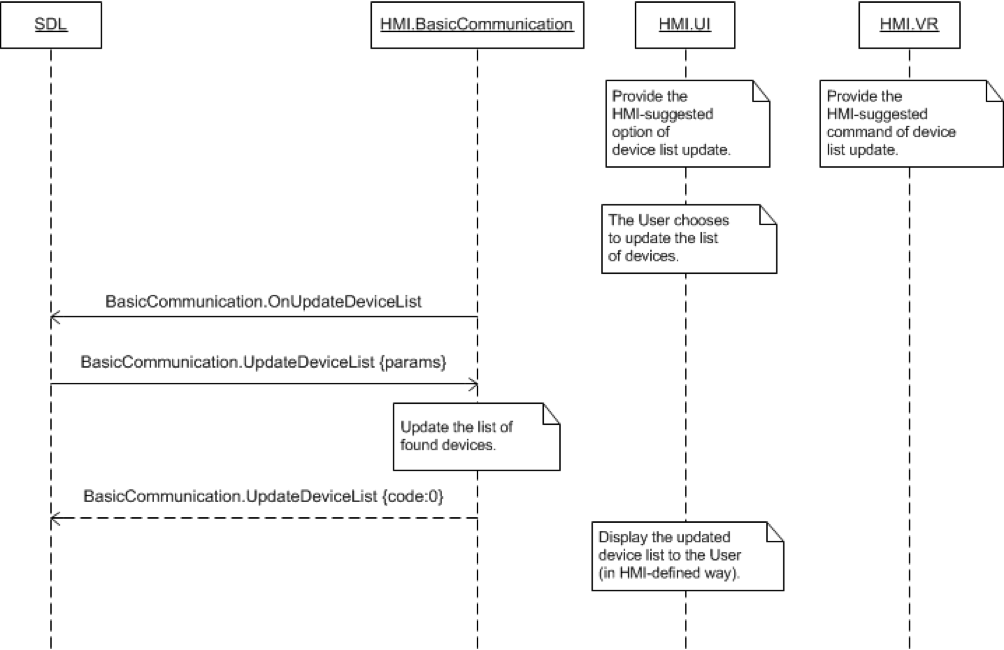 SDL
HMI.BasicCommunication
HMI.UI
HMI.VR
Provide the
HMI-suggested
option of
device list update.
Provide the
HMI-suggested
command of device
list update.
The User chooses
to update the list
of devices.
BasicCommunication.OnUpdateDeviceList
BasicCommunication.UpdateDeviceList {params}
Update the list of
found devices.
BasicCommunication.UpdateDeviceList {code:0}
Display the updated
device list to the User
(in HMI-defined way).